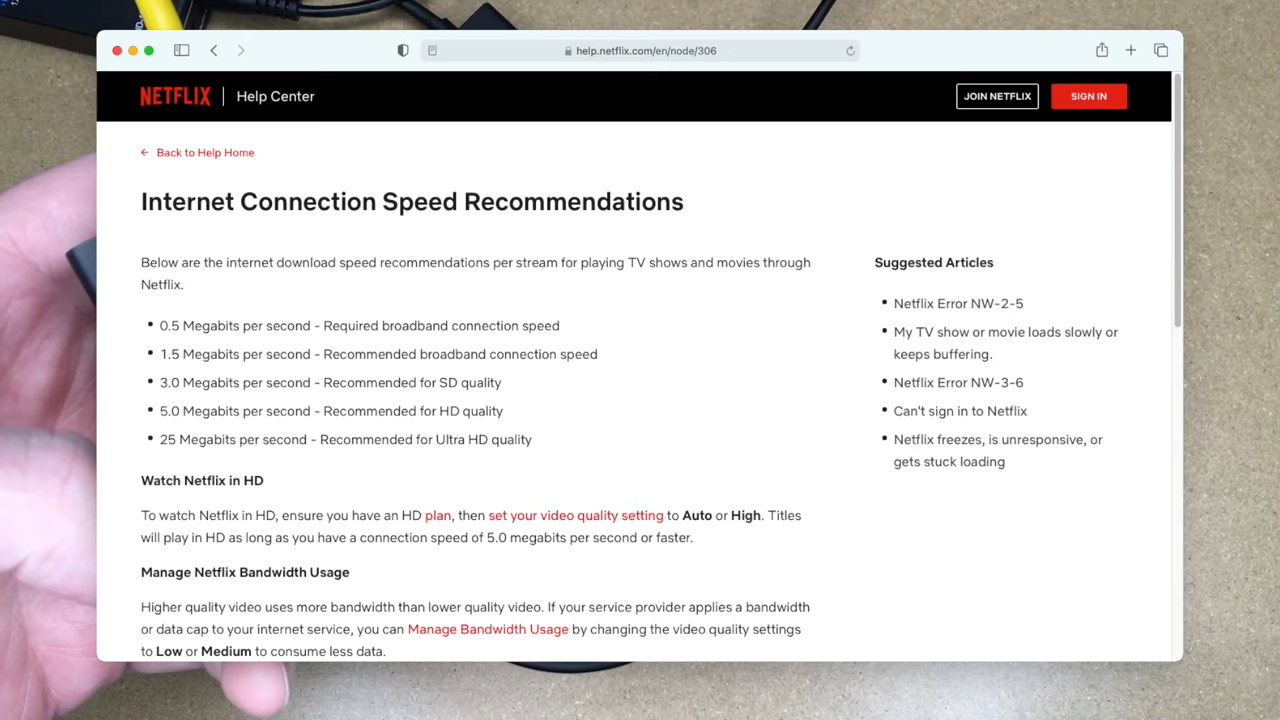 help.netflix.com/en/node/306
NETFLIX | Help Center
JOIN NETFLIX
SIGN IN
← Back to Help Home
Internet Connection Speed Recommendations
Below are the internet download speed recommendations per stream for playing TV shows and movies through
Netflix.
• 0.5 Megabits per second - Required broadband connection speed
• 1.5 Megabits per second - Recommended broadband connection speed
• 3.0 Megabits per second - Recommended for SD quality
• 5.0 Megabits per second - Recommended for HD quality
• 25 Megabits per second - Recommended for Ultra HD quality
Watch Netflix in HD
To watch Netflix in HD, ensure you have an HD plan, then set your video quality setting to Auto or High. Titles
will play in HD as long as you have a connection speed of 5.0 megabits per second or faster.
Manage Netflix Bandwidth Usage
Higher quality video uses more bandwidth than lower quality video. If your service provider applies a bandwidth
or data cap to your internet service, you can Manage Bandwidth Usage by changing the video quality settings
to Low or Medium to consume less data.
Suggested Articles
• Netflix Error NW-2-5
• My TV show or movie loads slowly or
keeps buffering.
• Netflix Error NW-3-6
• Can't sign in to Netflix
• Netflix freezes, is unresponsive, or
gets stuck loading